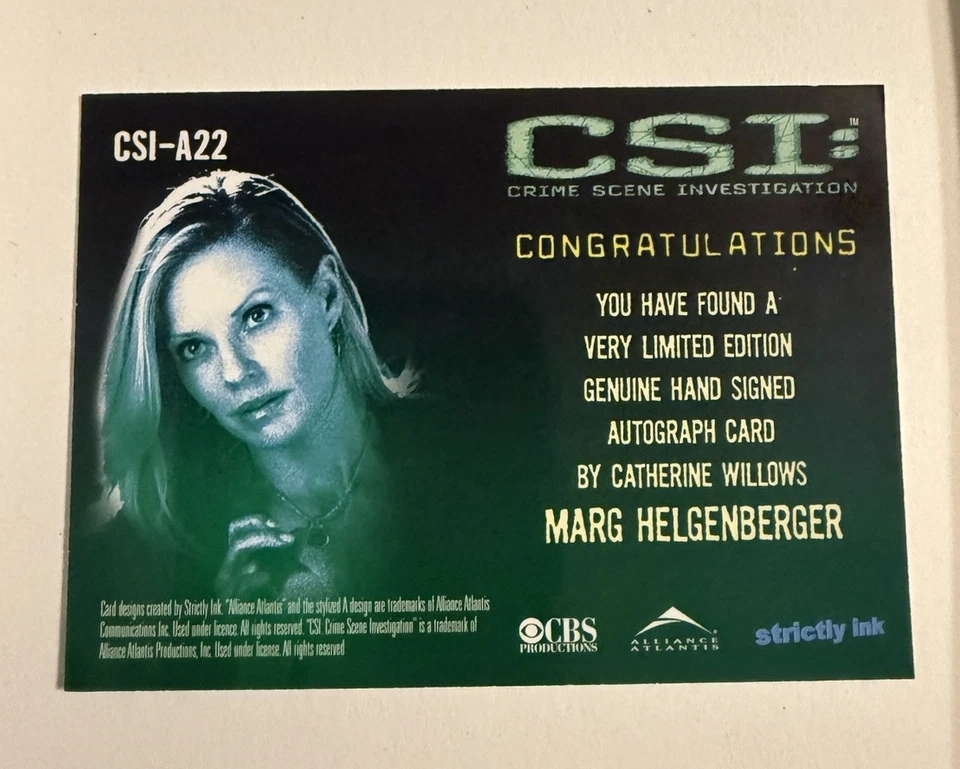 CSI-A22
CSI:™
CRIME SCENE INVESTIGATION
CONGRATULATIONS
YOU HAVE FOUND A
VERY LIMITED EDITION
GENUINE HAND SIGNED
AUTOGRAPH CARD
BY CATHERINE WILLOWS
MARG HELGENBERGER
Card designs created by Strictly Ink. "Alliance Atlantis" and the stylized A design are trademarks of Alliance Atlantis
Communications Inc. Used under licence. All rights reserved. "CSI: Crime Scene Investigation" is a trademark of
Alliance Atlantis Productions, Inc. Used under license. All rights reserved
CBS
PRODUCTIONS
ALLIANCE
ATLANTIS
strictly ink